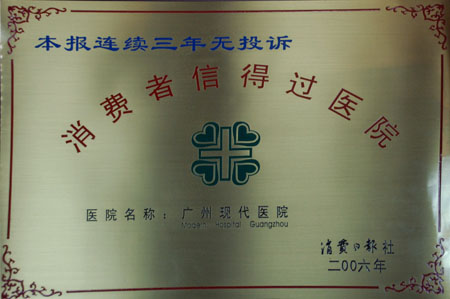 本报连续三年无投诉
消费者信得过医院
医院名称：广州现代医院
Modern Hospital Guangzhou
消费日报社
二００六年